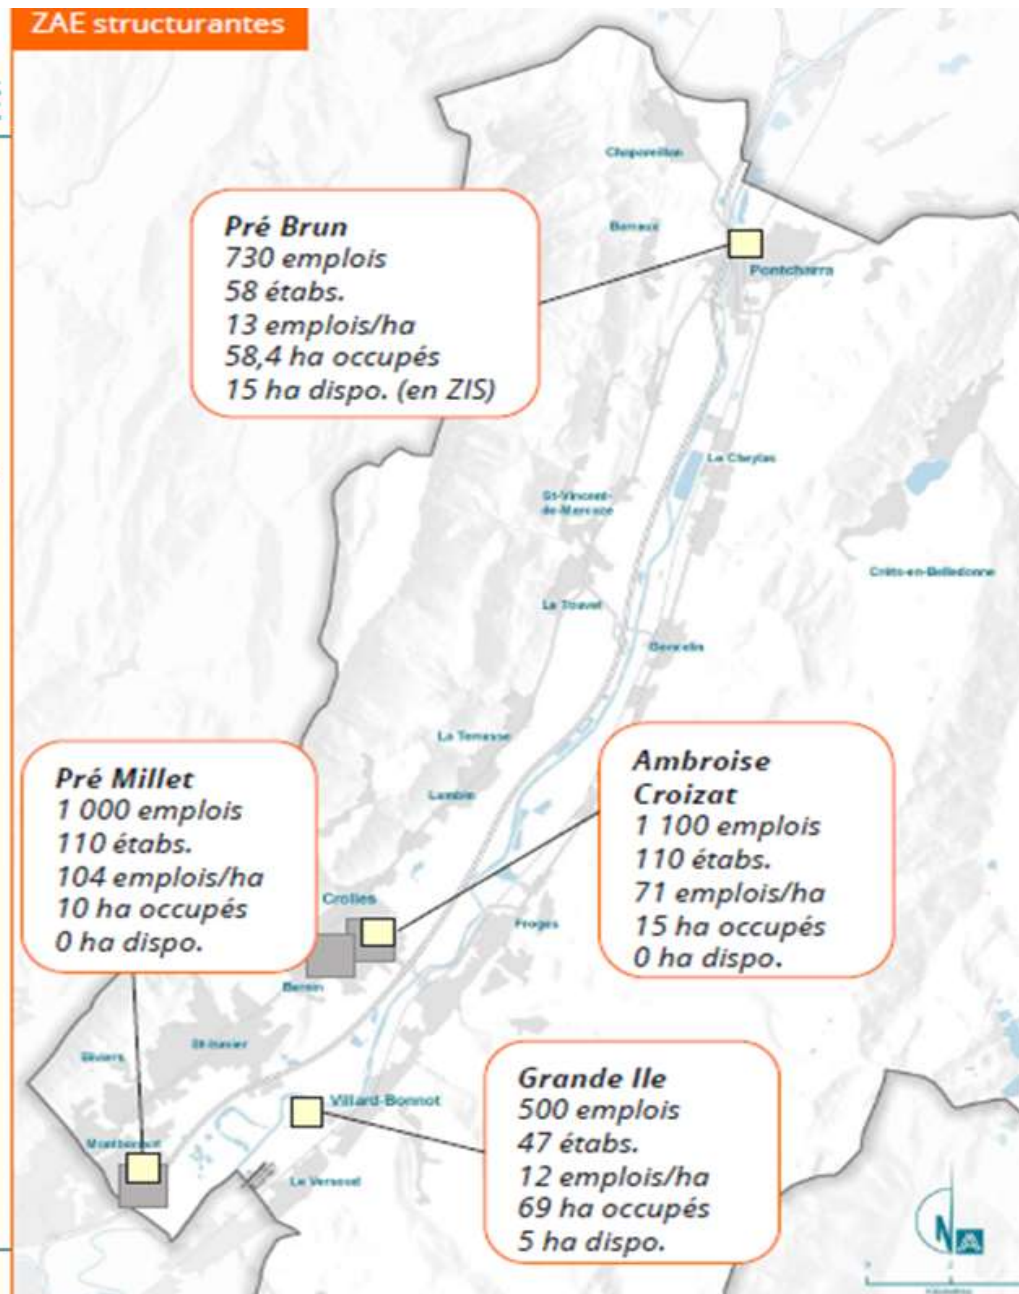 ZAE structurantes
Chapareillan
Pré Brun
730 emplois
58 étabs.
13 emplois/ha
58,4 ha occupés
15 ha dispo. (en ZIS)
Barraux
Pontcharra
Le Cheylas
St-Vincent-
de-Mercuze
Crêts-en-Belledonne
Le Touvet
Goncelin
La Terrasse
Lumbin
Pré Millet
1 000 emplois
110 étabs.
104 emplois/ha
10 ha occupés
0 ha dispo.
Ambroise
Croizat
1 100 emplois
110 étabs.
71 emplois/ha
15 ha occupés
0 ha dispo.
Crolles
Froges
Bernin
St-Ismier
Biviers
Villard-Bonnot
Montbonnot
Le Versoud
Grande Ile
500 emplois
47 étabs.
12 emplois/ha
69 ha occupés
5 ha dispo.
N